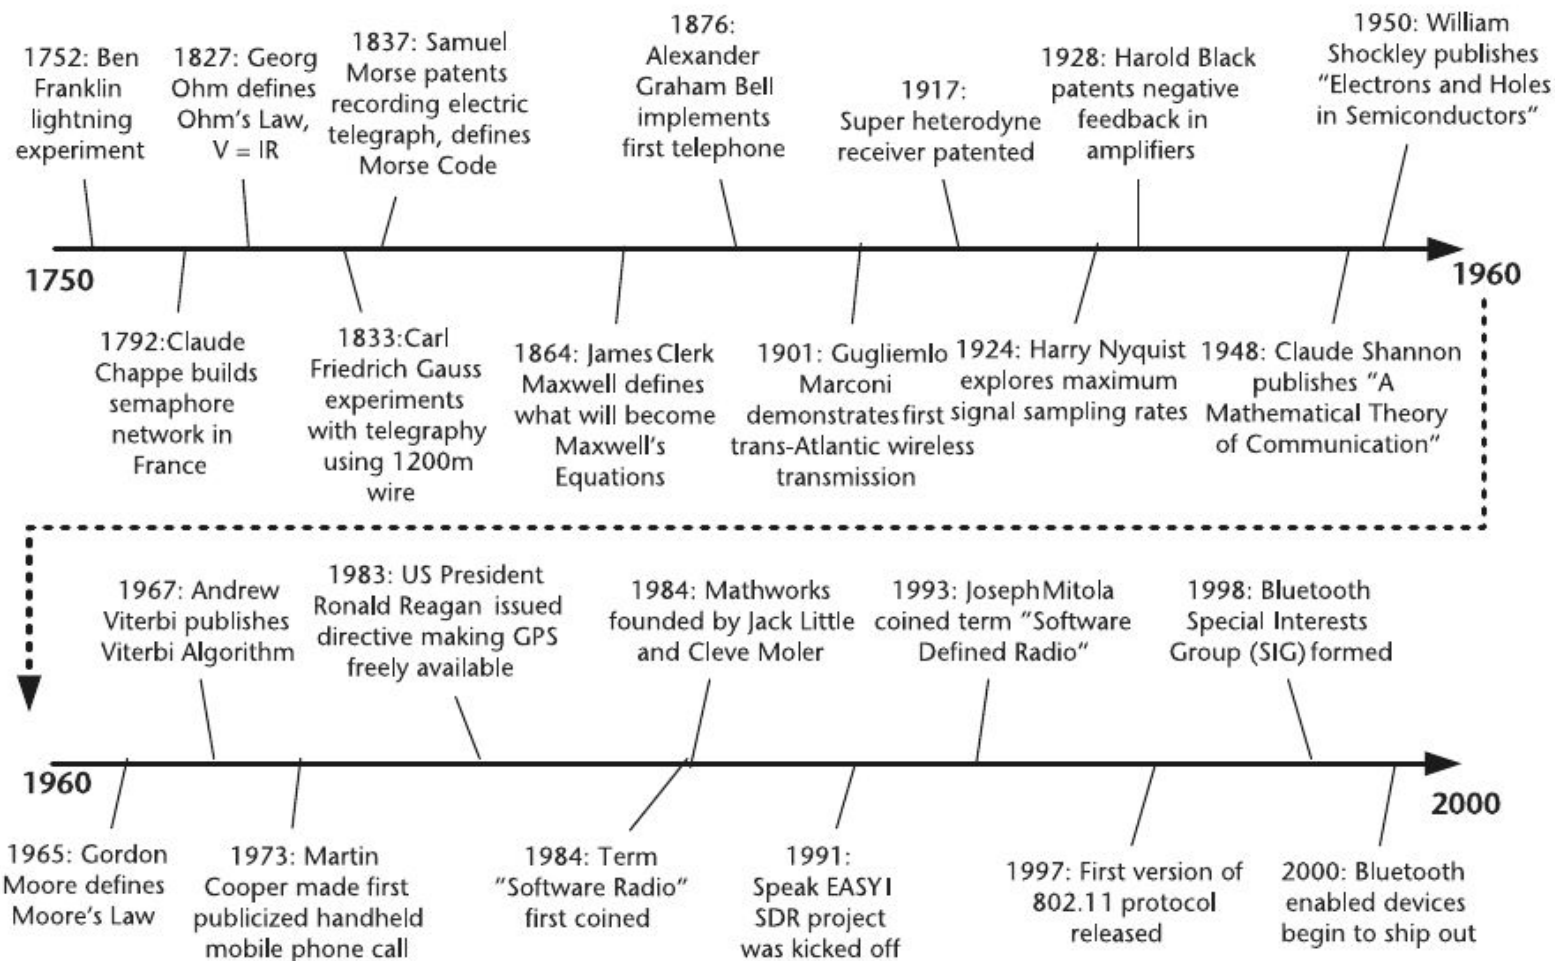 1752: Ben
Franklin
lightning
experiment
1827: Georg
Ohm defines
Ohm's Law,
V = IR
1837: Samuel
Morse patents
recording electric
telegraph, defines
Morse Code
1876:
Alexander
Graham Bell
implements
first telephone
1917:
Super heterodyne
receiver patented
1928: Harold Black
patents negative
feedback in
amplifiers
1950: William
Shockley publishes
"Electrons and Holes
in Semiconductors"
1750
1960
1792:Claude
Chappe builds
semaphore
network in
France
1833:Carl
Friedrich Gauss
experiments
with telegraphy
using 1200m
wire
1864: James Clerk
Maxwell defines
what will become
Maxwell's
Equations
1901: Gugliemlo
Marconi
demonstrates first
trans-Atlantic wireless
transmission
1924: Harry Nyquist
explores maximum
signal sampling rates
1948: Claude Shannon
publishes "A
Mathematical Theory
of Communication"
1967: Andrew
Viterbi publishes
Viterbi Algorithm
1983: US President
Ronald Reagan issued
directive making GPS
freely available
1984: Mathworks
founded by Jack Little
and Cleve Moler
1993: Joseph Mitola
coined term "Software
Defined Radio"
1998: Bluetooth
Special Interests
Group (SIG) formed
1960
2000
1965: Gordon
Moore defines
Moore's Law
1973: Martin
Cooper made first
publicized handheld
mobile phone call
1984: Term
"Software Radio"
first coined
1991:
Speak EASY I
SDR project
was kicked off
1997: First version of
802.11 protocol
released
2000: Bluetooth
enabled devices
begin to ship out